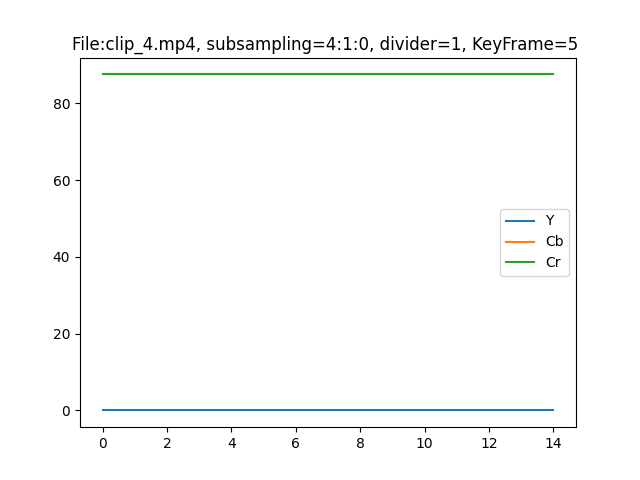 File:clip_4.mp4, subsampling=4:1:0, divider=1, KeyFrame=5
80
60
40
20
0
Y
Cb
Cr
0 2 4 6 8 10 12 14